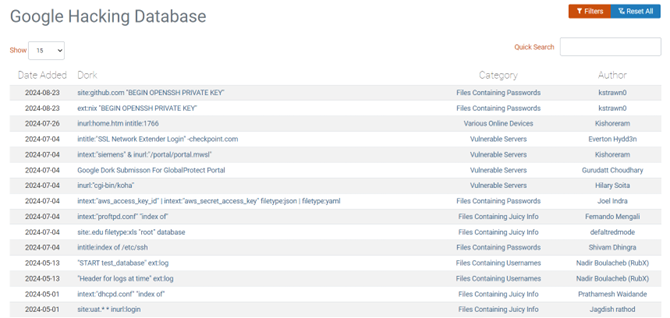 Google Hacking Database
Filters Reset All
Show 15 Quick Search
Date Added Dork Category Author
2024-08-23 site:github.com "BEGIN OPENSSH PRIVATE KEY" Files Containing Passwords kstrawn0
2024-08-23 ext:nix "BEGIN OPENSSH PRIVATE KEY" Files Containing Passwords kstrawn0
2024-07-26 inurl:home.htm intitle:1766 Various Online Devices Kishoreram
2024-07-04 intitle:"SSL Network Extender Login" -checkpoint.com Vulnerable Servers Everton Hydd3n
2024-07-04 intext:"siemens" & inurl:"/portal/portal.mwsl" Vulnerable Servers Kishoreram
2024-07-04 Google Dork Submisson For GlobalProtect Portal Vulnerable Servers Gurudatt Choudhary
2024-07-04 inurl:"cgi-bin/koha" Vulnerable Servers Hilary Soita
2024-07-04 intext:"aws_access_key_id" | intext:"aws_secret_access_key" filetype:json | filetype:yaml Files Containing Passwords Joel Indra
2024-07-04 intext:"proftpd.conf" "index of" Files Containing Juicy Info Fernando Mengali
2024-07-04 site:.edu filetype:xls "root" database Files Containing Juicy Info defaltredmode
2024-07-04 intitle:index of /etc/ssh Files Containing Passwords Shivam Dhingra
2024-05-13 "START test_database" ext:log Files Containing Usernames Nadir Boulacheb (RubX)
2024-05-13 "Header for logs at time" ext:log Files Containing Usernames Nadir Boulacheb (RubX)
2024-05-01 intext:"dhcpd.conf" "index of" Files Containing Juicy Info Prathamesh Waidande
2024-05-01 site:uat.* * inurl:login Files Containing Juicy Info Jagdish rathod